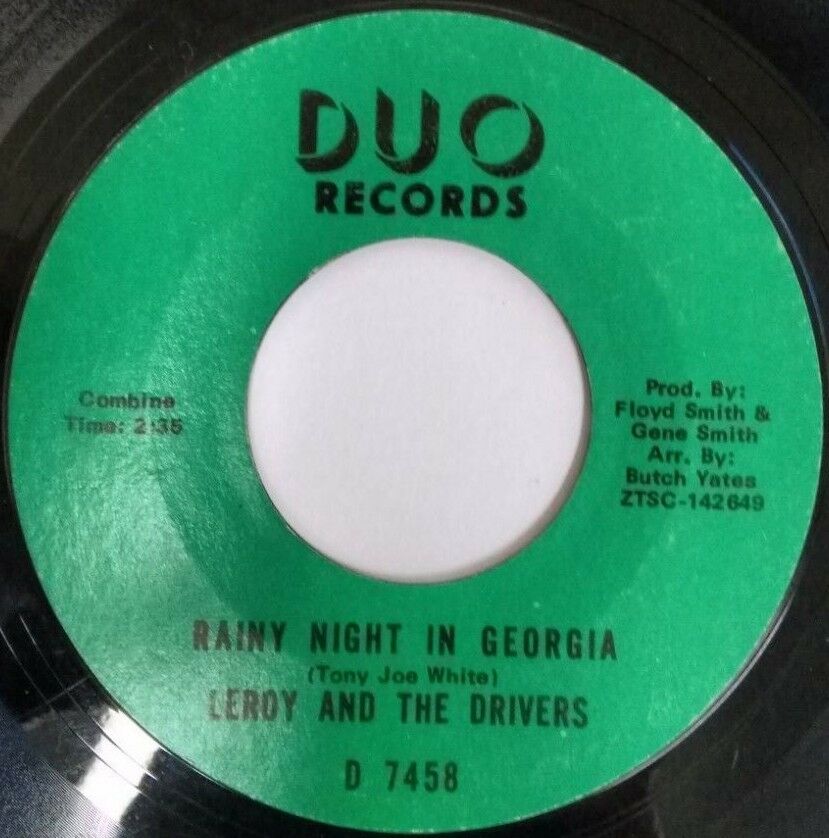 DUO
RECORDS
Combine
Time: 2:35
Prod. By:
Floyd Smith &
Gene Smith
Arr. By:
Butch Yates
ZTSC-142649
RAINY NIGHT IN GEORGIA
(Tony Joe White)
LEROY AND THE DRIVERS
D 7458